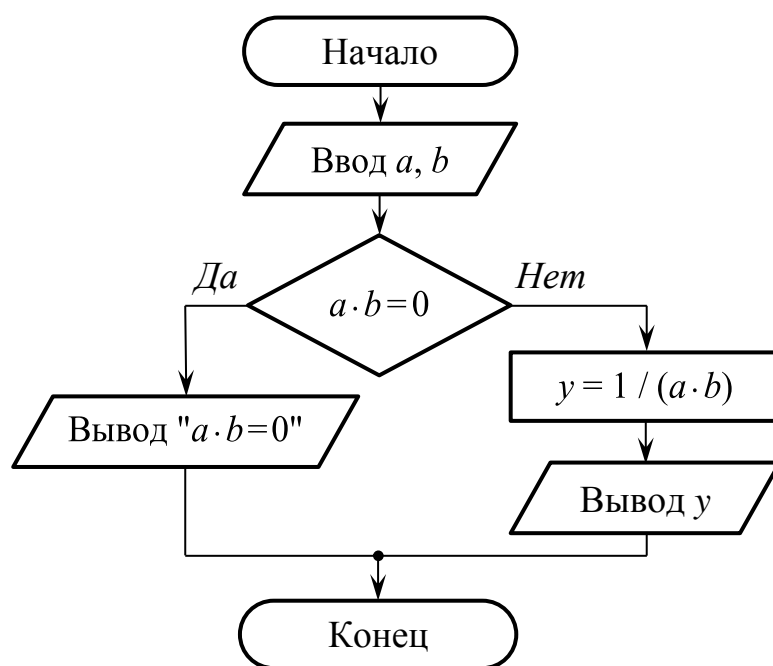 Начало
Ввод a, b
Да
Нет
a · b = 0
y = 1 / (a · b)
Вывод "a · b = 0"
Вывод y
Конец